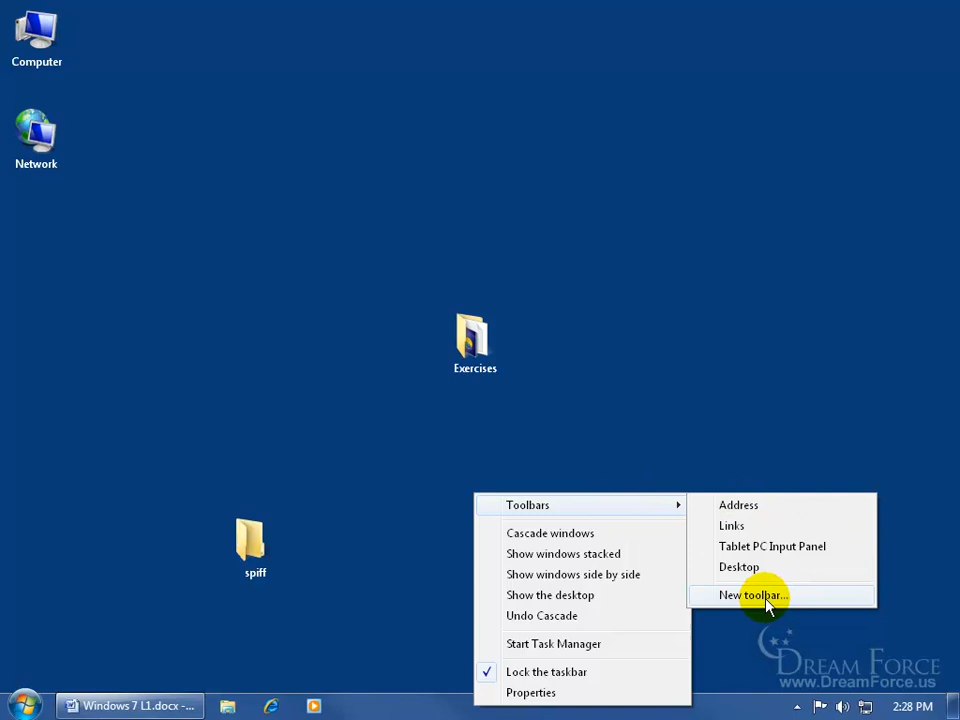 Computer
Network
Exercises
spiff
Toolbars
Cascade windows
Show windows stacked
Show windows side by side
Show the desktop
Undo Cascade
Start Task Manager
Lock the taskbar
Properties
Address
Links
Tablet PC Input Panel
Desktop
New toolbar...
DREAM FORCE
www.DreamForce.us
Windows 7 L1.docx -...
2:28 PM